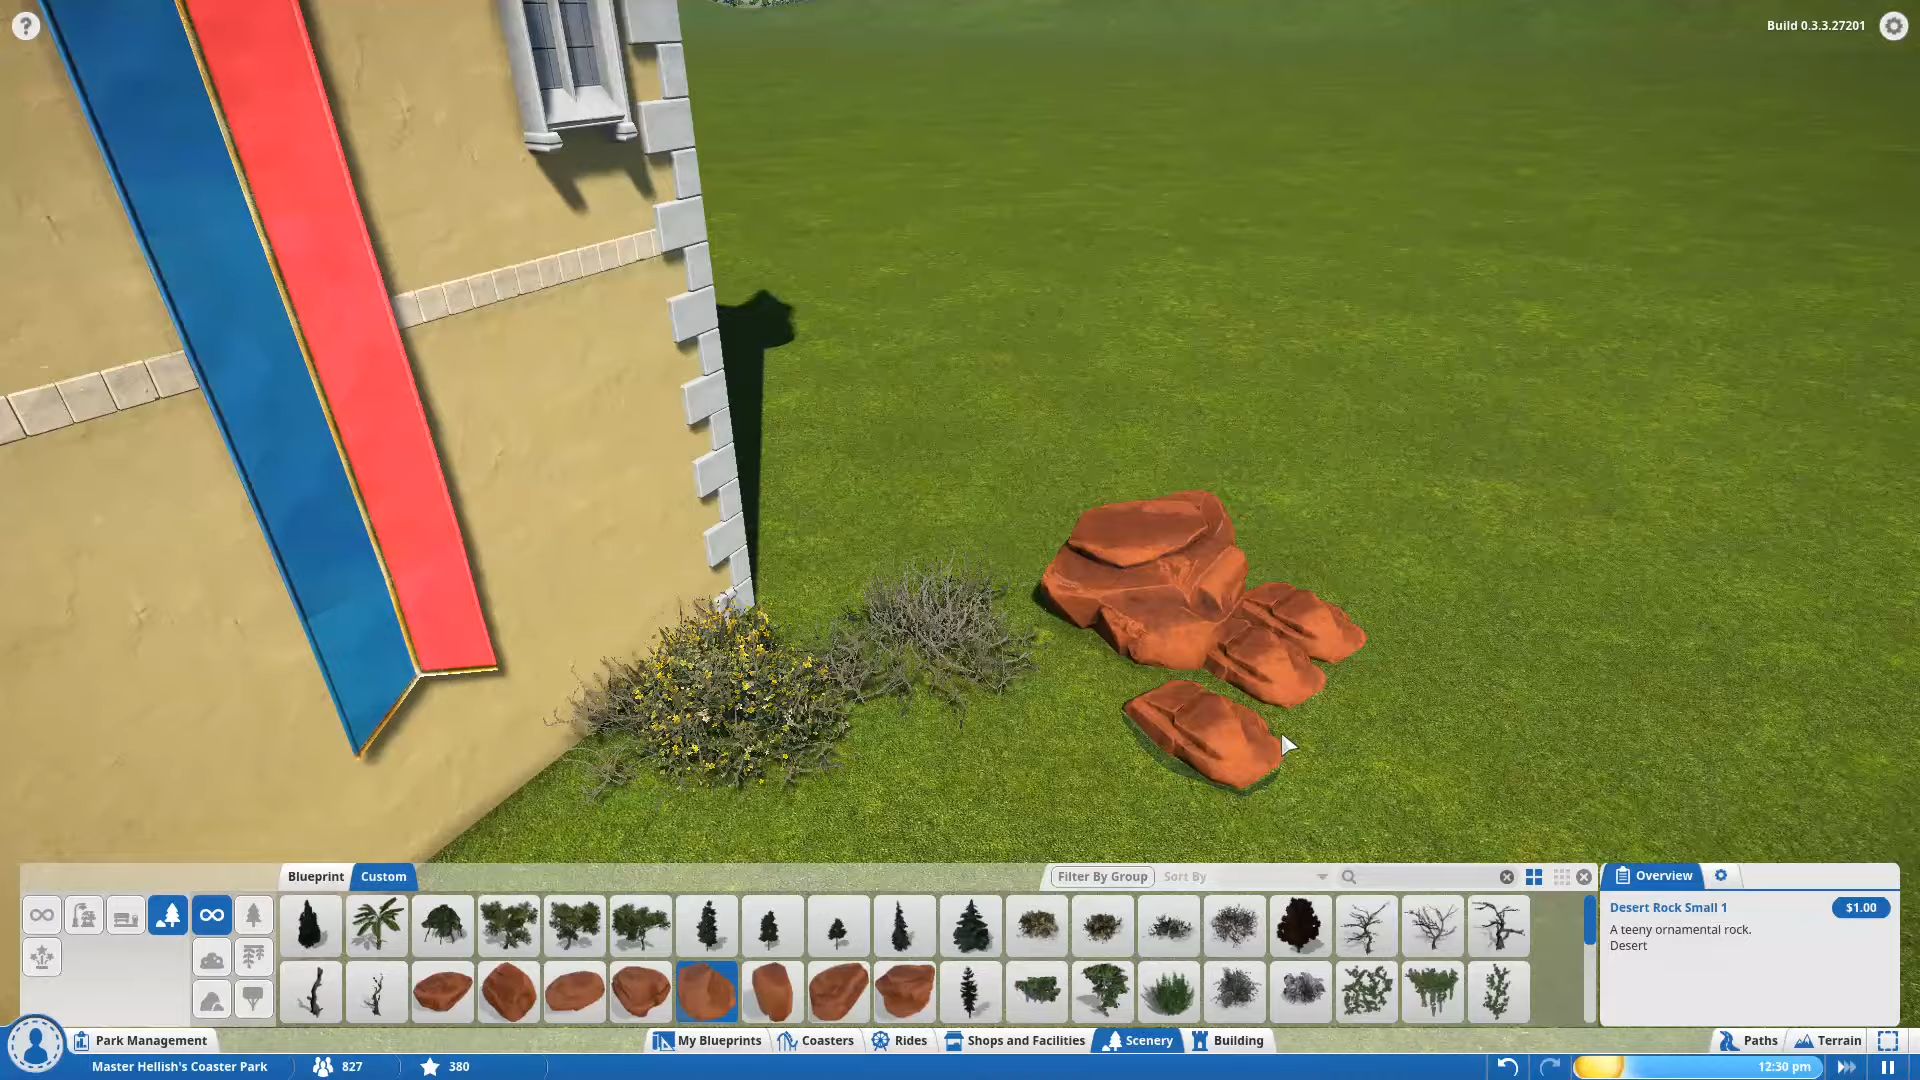 ?
Build 0.3.3.27201
Blueprint
Custom
Filter By Group
Sort By
Overview
Desert Rock Small 1
$1.00
A teeny ornamental rock.
Desert
Park Management
My Blueprints
Coasters
Rides
Shops and Facilities
Scenery
Building
Paths
Terrain
Master Hellish's Coaster Park
827
380
12:30 pm